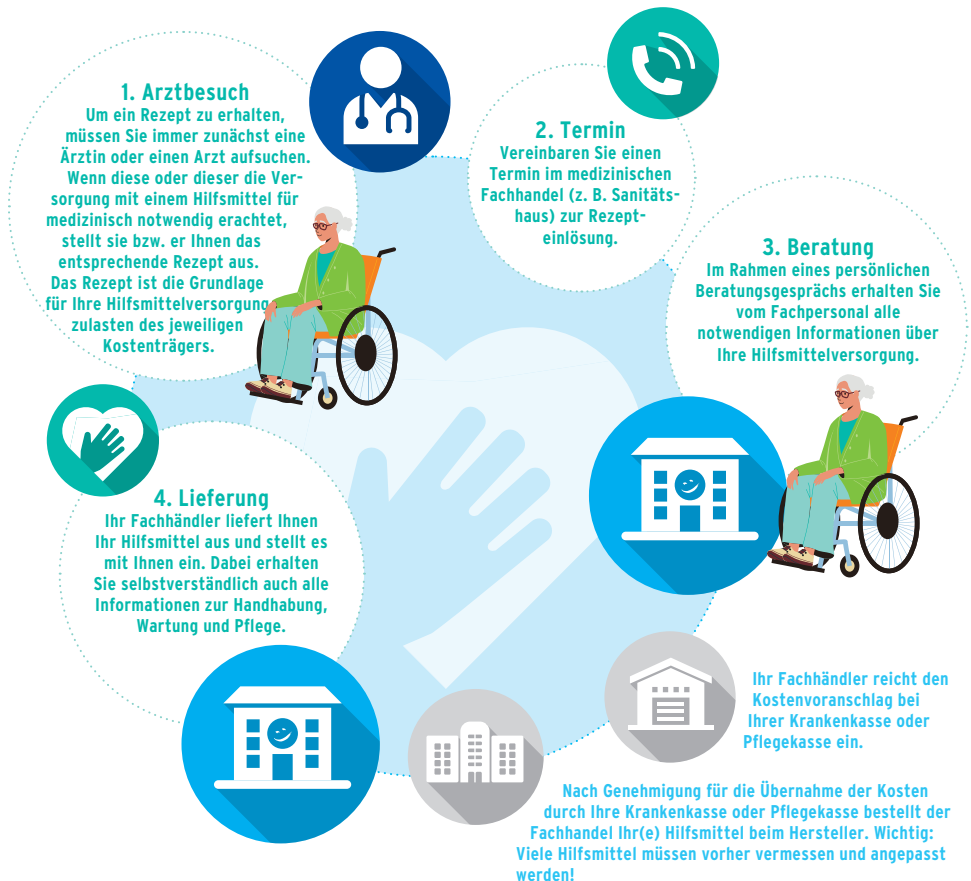 1. Arztbesuch
Um ein Rezept zu erhalten,
müssen Sie immer zunächst eine
Ärztin oder einen Arzt aufsuchen.
Wenn diese oder dieser die Ver-
sorgung mit einem Hilfsmittel für
medizinisch notwendig erachtet,
stellt sie bzw. er Ihnen das
entsprechende Rezept aus.
Das Rezept ist die Grundlage
für Ihre Hilfsmittelversorgung
zulasten des jeweiligen
Kostenträgers.
2. Termin
Vereinbaren Sie einen
Termin im medizinischen
Fachhandel (z. B. Sanitäts-
haus) zur Rezept-
einlösung.
3. Beratung
Im Rahmen eines persönlichen
Beratungsgesprächs erhalten Sie
vom Fachpersonal alle
notwendigen Informationen über
Ihre Hilfsmittelversorgung.
4. Lieferung
Ihr Fachhändler liefert Ihnen
Ihr Hilfsmittel aus und stellt es
mit Ihnen ein. Dabei erhalten
Sie selbstverständlich auch alle
Informationen zur Handhabung,
Wartung und Pflege.
Ihr Fachhändler reicht den
Kostenvoranschlag bei
Ihrer Krankenkasse oder
Pflegekasse ein.
Nach Genehmigung für die Übernahme der Kosten
durch Ihre Krankenkasse oder Pflegekasse bestellt der
Fachhandel Ihr(e) Hilfsmittel beim Hersteller. Wichtig:
Viele Hilfsmittel müssen vorher vermessen und angepasst
werden!